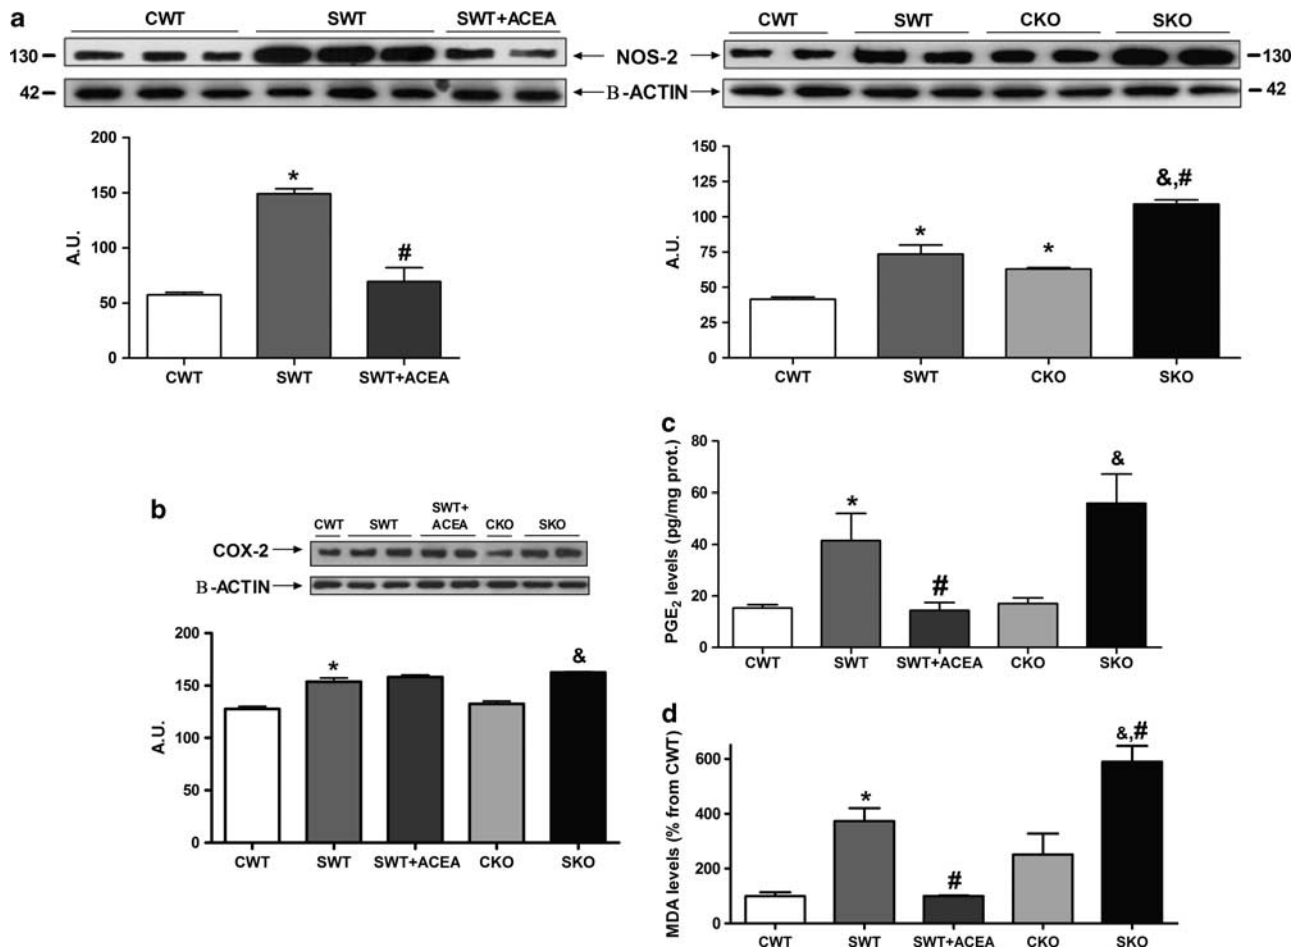 a
CWT SWT SWT+ACEA
CWT SWT CKO SKO
130 NOS-2 130
42 B-ACTIN 42
200
150
100
50
0
A.U.
*
#
CWT SWT SWT+ACEA
150
125
100
75
50
25
0
A.U.
*
*
&,#
CWT SWT CKO SKO
b
CWT SWT SWT+ ACEA CKO SKO
COX-2
B-ACTIN
200
150
100
50
0
A.U.
*
&
CWT SWT SWT+ACEA CKO SKO
c
PGE2 levels (pg/mg prot.)
80
60
40
20
0
*
#
&
CWT SWT SWT+ACEA CKO SKO
d
MDA levels (% from CWT)
600
400
200
0
*
#
&,#
CWT SWT SWT+ACEA CKO SKO